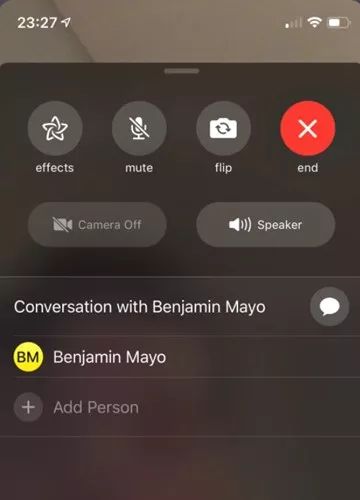 23:27
effects mute flip end
Camera Off Speaker
Conversation with Benjamin Mayo
BM Benjamin Mayo
Add Person